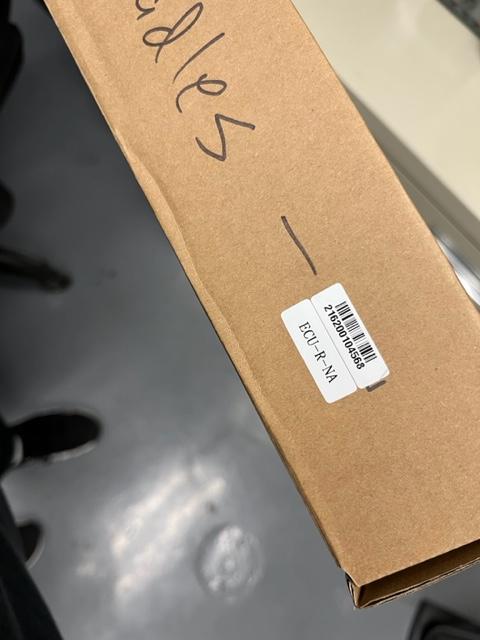 adles -
216200104568
ECU-R-NA